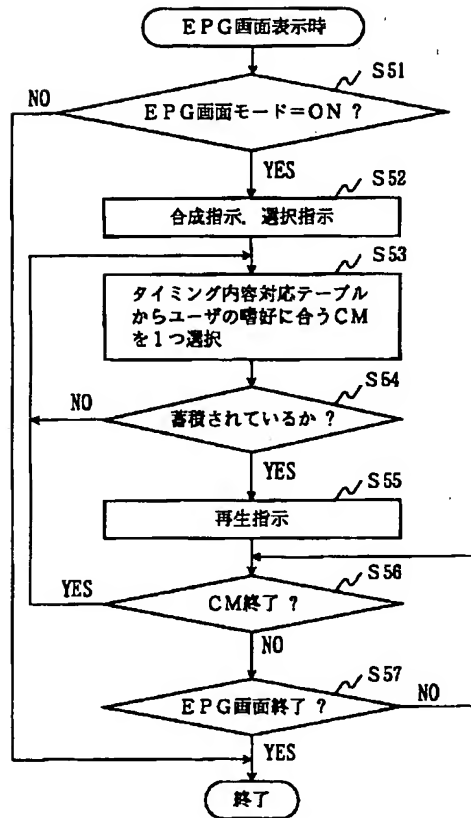 EPG画面表示時
S51
NO
EPG画面モード=ON ?
YES
S52
合成指示,選択指示
S53
タイミング内容対応テーブル
からユーザの嗜好に合うCM
を1つ選択
S54
NO
蓄積されているか ?
YES
S55
再生指示
S56
YES
CM終了 ?
NO
S57
EPG画面終了 ?
NO
YES
終了